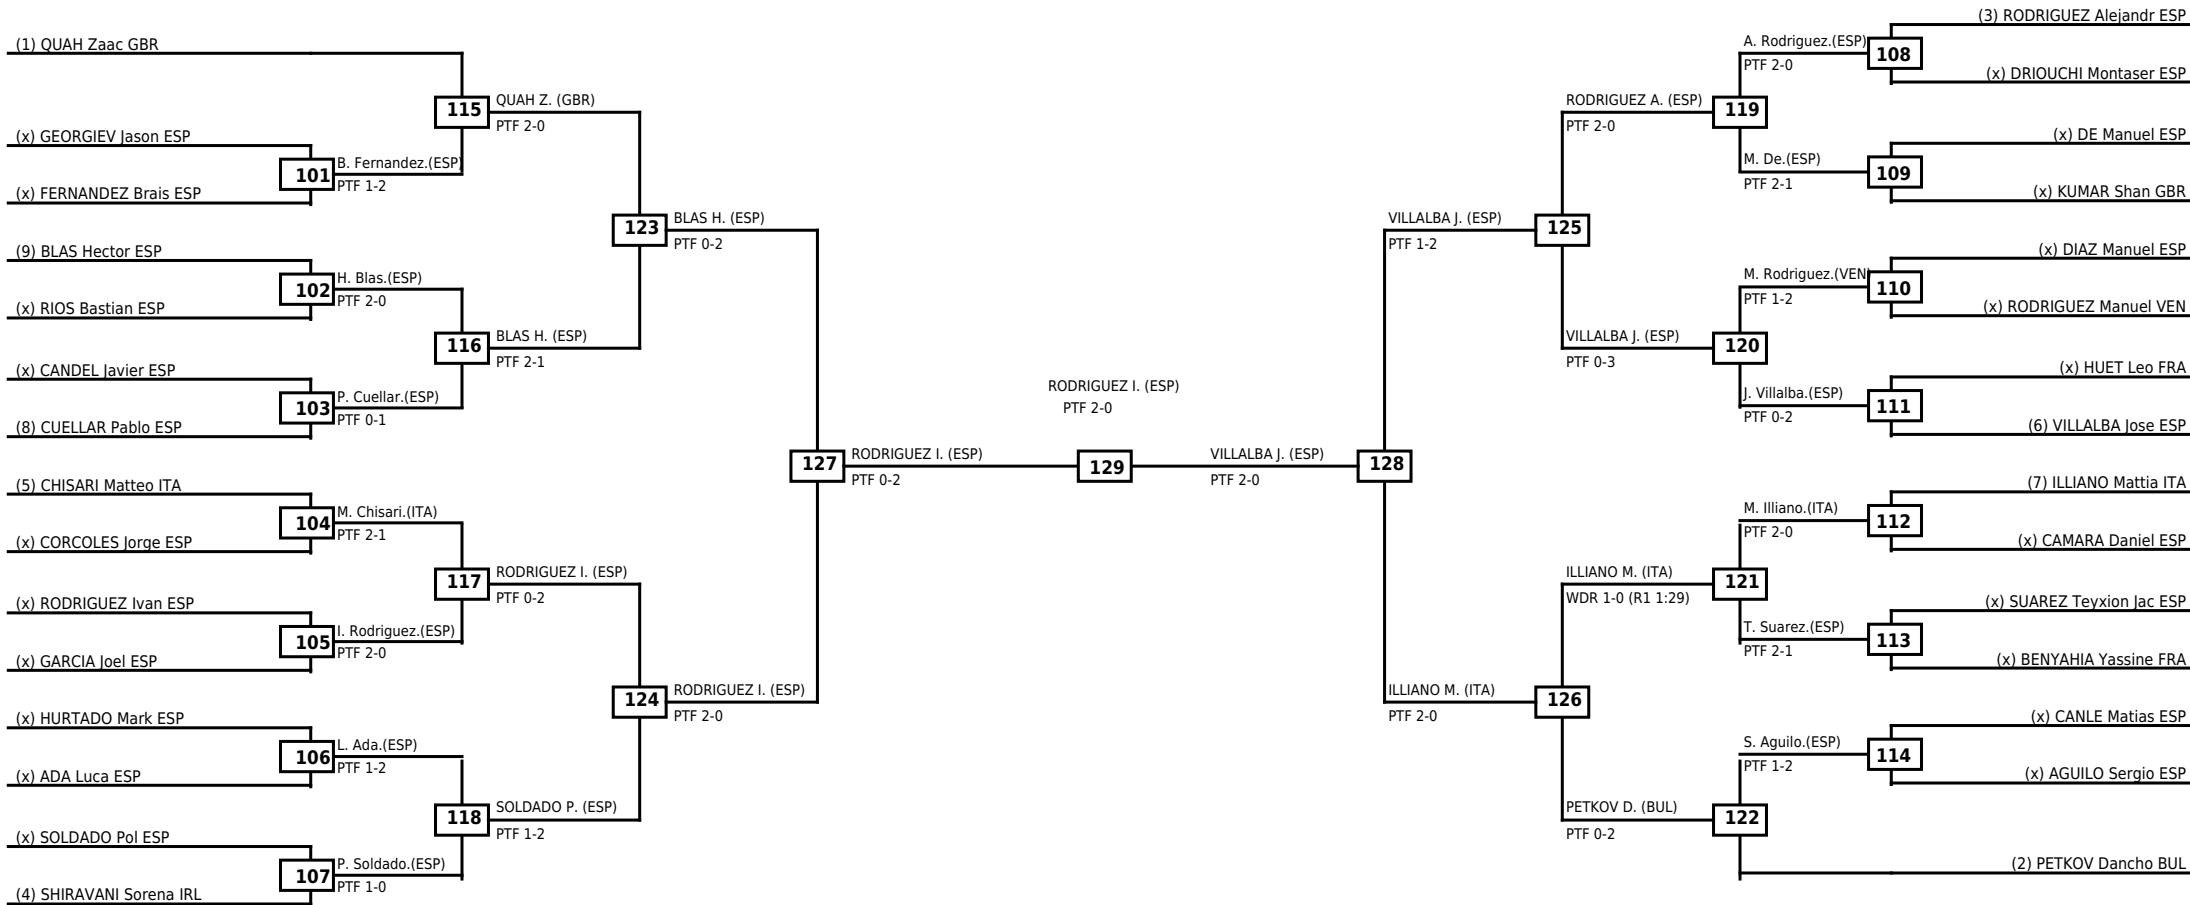 (1) QUAH Zaac GBR
(x) GEORGIEV Jason ESP
(x) FERNANDEZ Brais ESP
(9) BLAS Hector ESP
(x) RIOS Bastian ESP
(x) CANDEL Javier ESP
(8) CUELLAR Pablo ESP
(5) CHISARI Matteo ITA
(x) CORCOLES Jorge ESP
(x) RODRIGUEZ Ivan ESP
(x) GARCIA Joel ESP
(x) HURTADO Mark ESP
(x) ADA Luca ESP
(x) SOLDADO Pol ESP
(4) SHIRAVANI Sorena IRL
101
B. Fernandez.(ESP)
PTF 1-2
102
H. Blas.(ESP)
PTF 2-0
103
P. Cuellar.(ESP)
PTF 0-1
104
M. Chisari.(ITA)
PTF 2-1
105
I. Rodriguez.(ESP)
PTF 2-0
106
L. Ada.(ESP)
PTF 1-2
107
P. Soldado.(ESP)
PTF 1-0
115
QUAH Z. (GBR)
PTF 2-0
116
BLAS H. (ESP)
PTF 2-1
117
RODRIGUEZ I. (ESP)
PTF 0-2
118
SOLDADO P. (ESP)
PTF 1-2
123
BLAS H. (ESP)
PTF 0-2
124
RODRIGUEZ I. (ESP)
PTF 2-0
127
RODRIGUEZ I. (ESP)
PTF 0-2
RODRIGUEZ I. (ESP)
PTF 2-0
129
VILLALBA J. (ESP)
PTF 2-0
128
VILLALBA J. (ESP)
PTF 1-2
125
ILLIANO M. (ITA)
PTF 2-0
126
RODRIGUEZ A. (ESP)
PTF 2-0
119
VILLALBA J. (ESP)
PTF 0-3
120
ILLIANO M. (ITA)
WDR 1-0 (R1 1:29)
121
PETKOV D. (BUL)
PTF 0-2
122
A. Rodriguez.(ESP)
PTF 2-0
108
M. De.(ESP)
PTF 2-1
109
M. Rodriguez.(VEN)
PTF 1-2
110
J. Villalba.(ESP)
PTF 0-2
111
M. Illiano.(ITA)
PTF 2-0
112
T. Suarez.(ESP)
PTF 2-1
113
S. Aguilo.(ESP)
PTF 1-2
114
(3) RODRIGUEZ Alejandr ESP
(x) DRIOUCHI Montaser ESP
(x) DE Manuel ESP
(x) KUMAR Shan GBR
(x) DIAZ Manuel ESP
(x) RODRIGUEZ Manuel VEN
(x) HUET Leo FRA
(6) VILLALBA Jose ESP
(7) ILLIANO Mattia ITA
(x) CAMARA Daniel ESP
(x) SUAREZ Teyxion Jac ESP
(x) BENYAHIA Yassine FRA
(x) CANLE Matias ESP
(x) AGUILO Sergio ESP
(2) PETKOV Dancho BUL